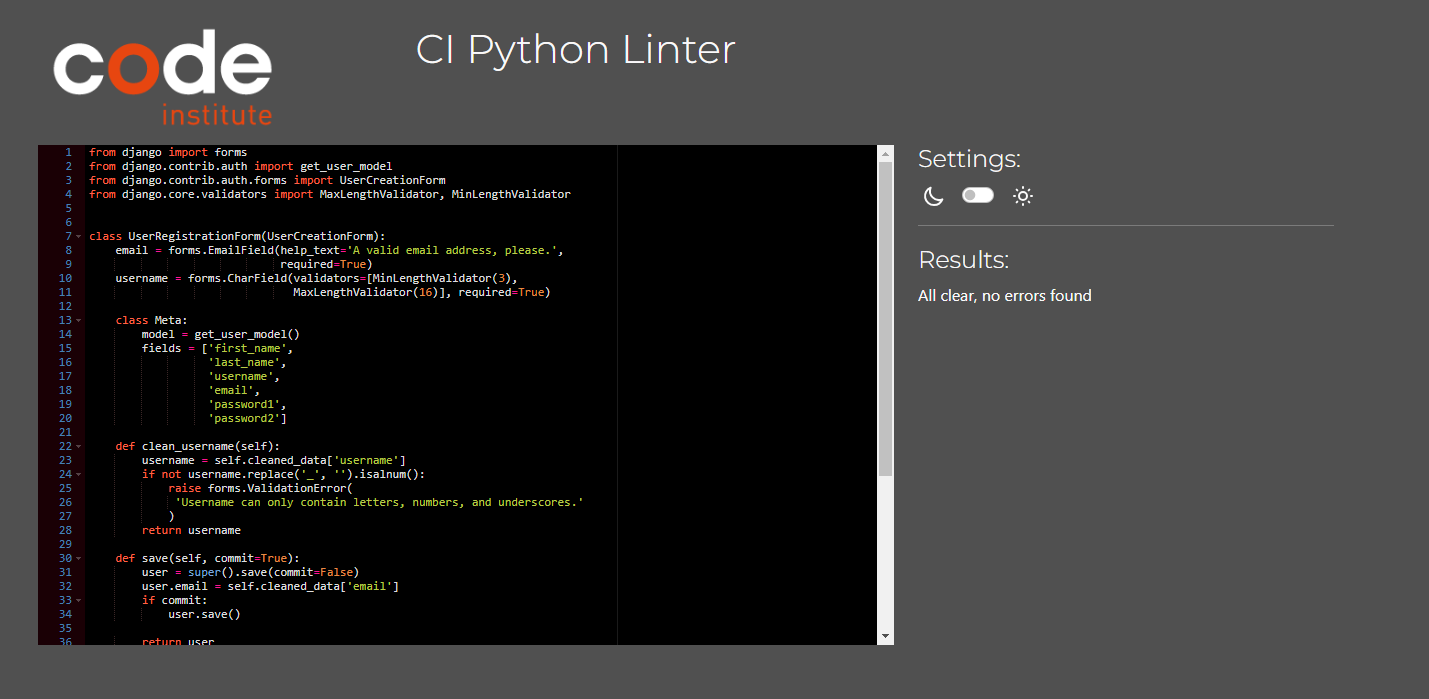 code
institute
CI Python Linter
1 from django import forms
2 from django.contrib.auth import get_user_model
3 from django.contrib.auth.forms import UserCreationForm
4 from django.core.validators import MaxLengthValidator, MinLengthValidator
5
6
7 class UserRegistrationForm(UserCreationForm):
8     email = forms.EmailField(help_text='A valid email address, please.',
9                              required=True)
10     username = forms.CharField(validators=[MinLengthValidator(3),
11                                MaxLengthValidator(16)], required=True)
12
13     class Meta:
14         model = get_user_model()
15         fields = ['first_name',
16                   'last_name',
17                   'username',
18                   'email',
19                   'password1',
20                   'password2']
21
22     def clean_username(self):
23         username = self.cleaned_data['username']
24         if not username.replace('_', '').isalnum():
25             raise forms.ValidationError(
26              'Username can only contain letters, numbers, and underscores.'
27             )
28         return username
29
30     def save(self, commit=True):
31         user = super().save(commit=False)
32         user.email = self.cleaned_data['email']
33         if commit:
34             user.save()
35
36         return user
Settings:
Results:
All clear, no errors found